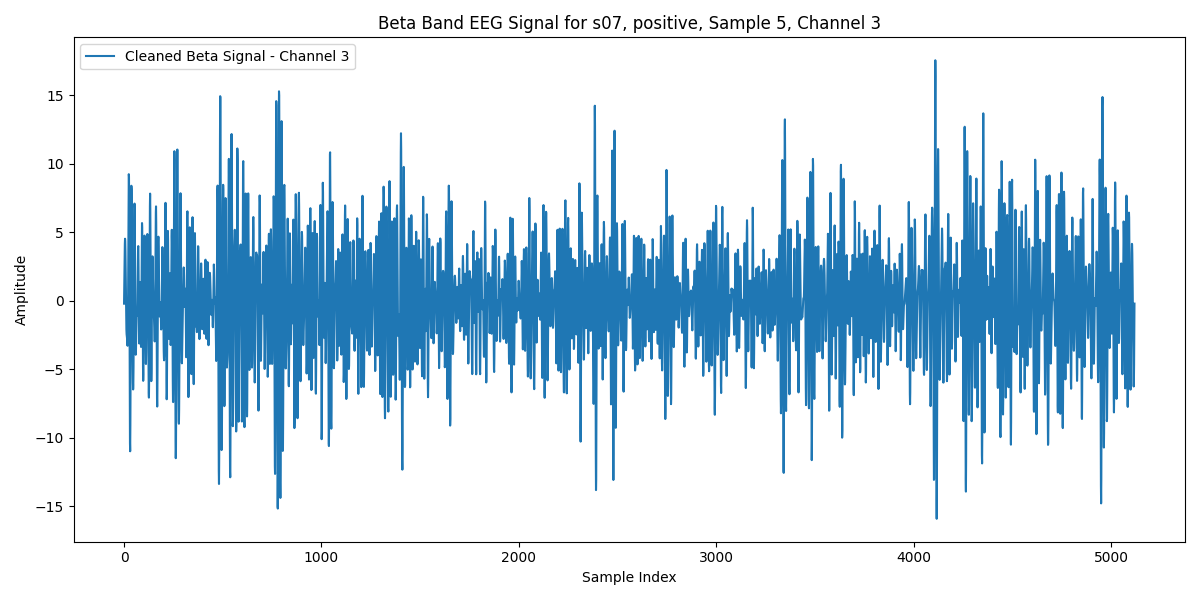 Beta Band EEG Signal for s07, positive, Sample 5, Channel 3
Cleaned Beta Signal - Channel 3
Amplitude
15
10
5
0
−5
−10
−15
0 1000 2000 3000 4000 5000
Sample Index